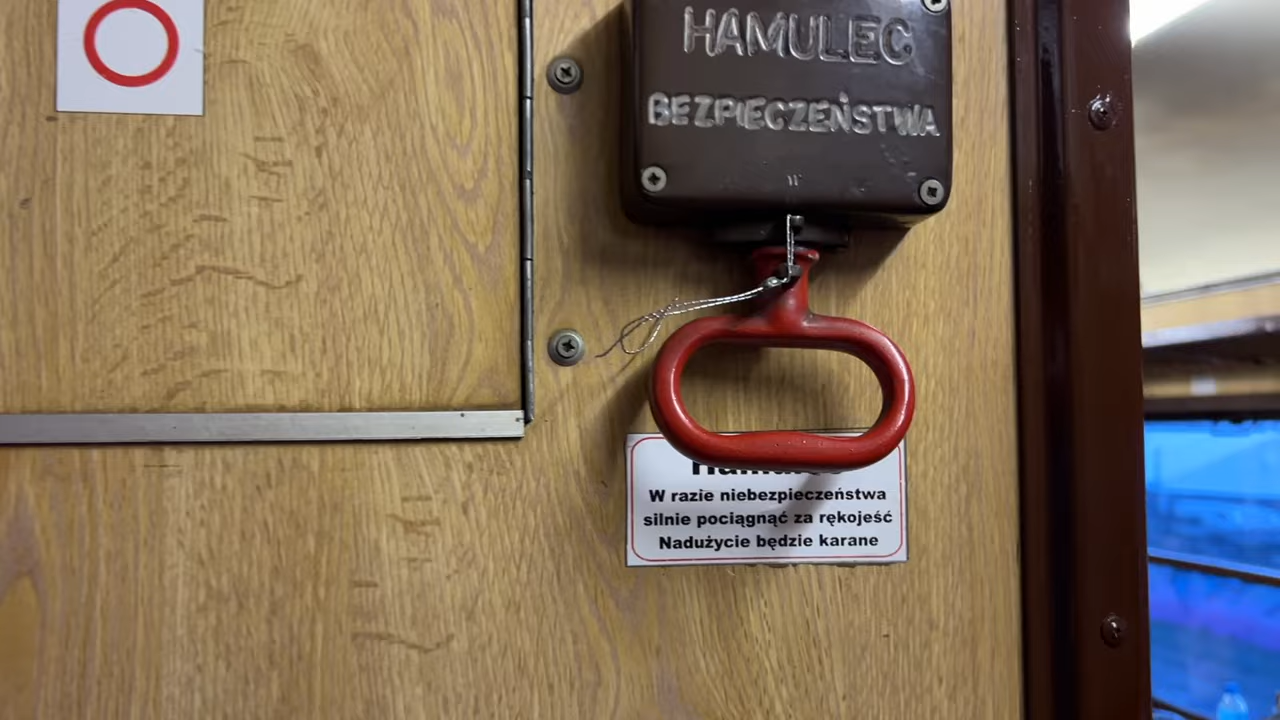 HAMULEC
BEZPIECZEŃSTWA
W razie niebezpieczeństwa
silnie pociągnąć za rękojeść
Nadużycie będzie karane